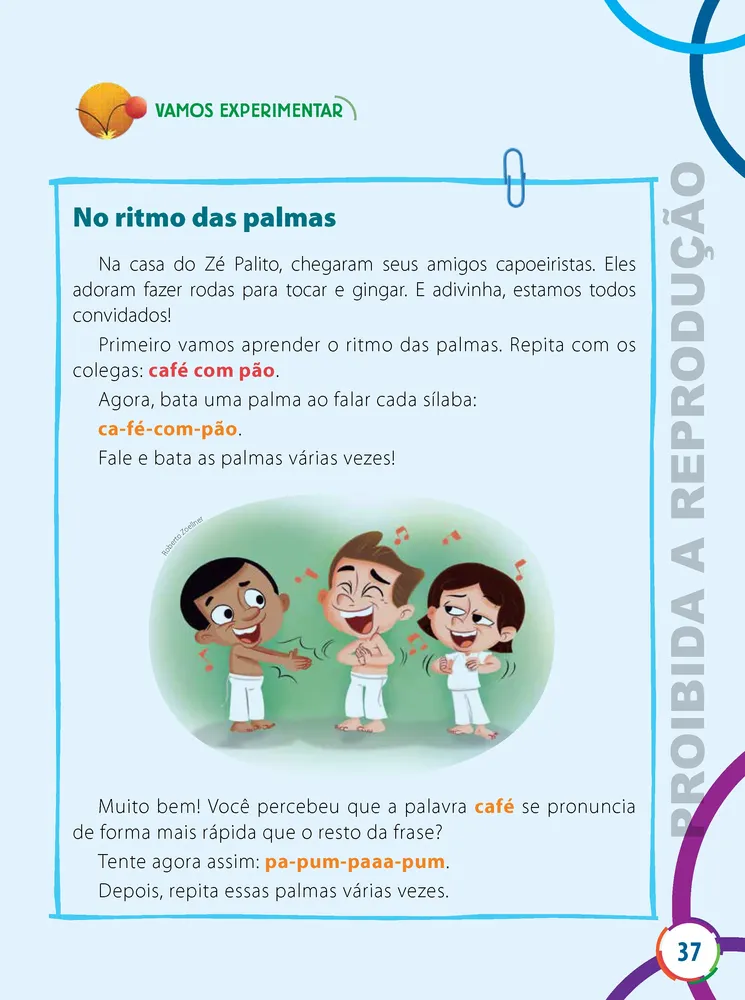 VAMOS EXPERIMENTAR
No ritmo das palmas
Na casa do Zé Palito, chegaram seus amigos capoeiristas. Eles
adoram fazer rodas para tocar e gingar. E adivinha, estamos todos
convidados!
Primeiro vamos aprender o ritmo das palmas. Repita com os
colegas: café com pão.
Agora, bata uma palma ao falar cada sílaba:
ca-fé-com-pão.
Fale e bata as palmas várias vezes!
Roberto Zoellner
Muito bem! Você percebeu que a palavra café se pronuncia
de forma mais rápida que o resto da frase?
Tente agora assim: pa-pum-paaa-pum.
Depois, repita essas palmas várias vezes.
PROIBIDA A REPRODUÇÃO
37